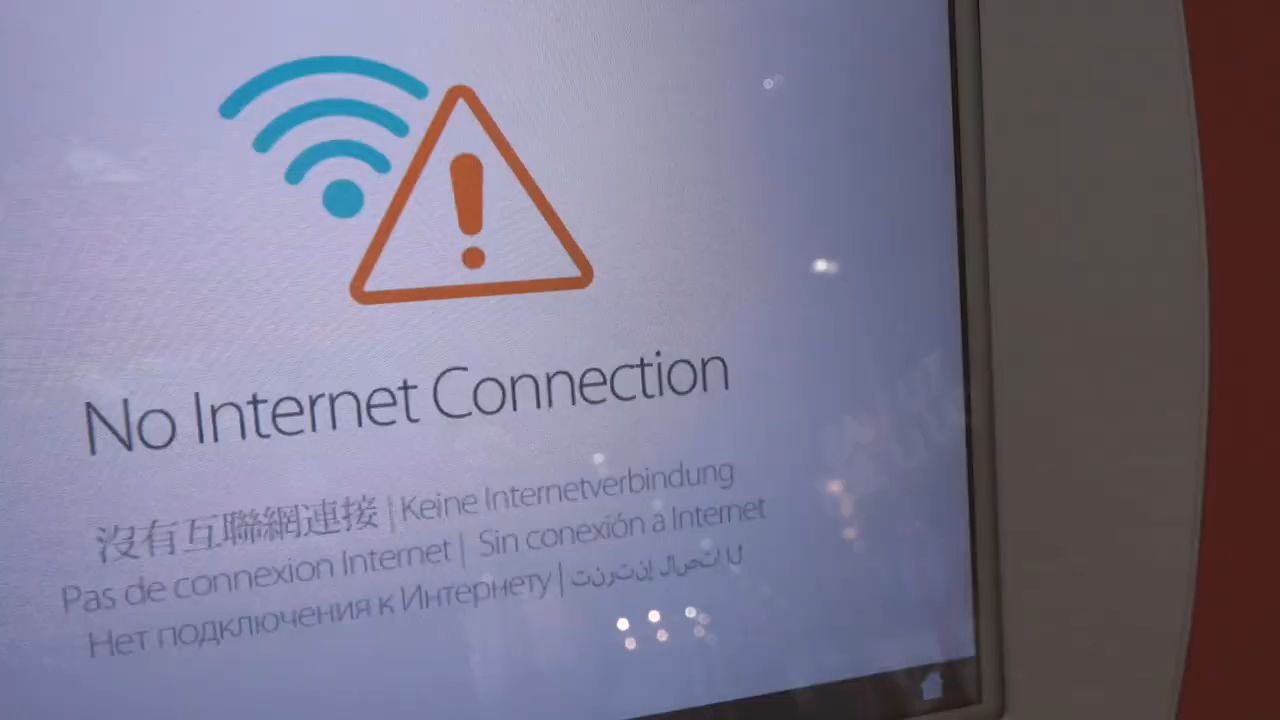 No Internet Connection
沒有互聯網連接 | Keine Internetverbindung
Pas de connexion Internet | Sin conexión a Internet
Нет подключения к Интернету | لا اتصال إنترنت